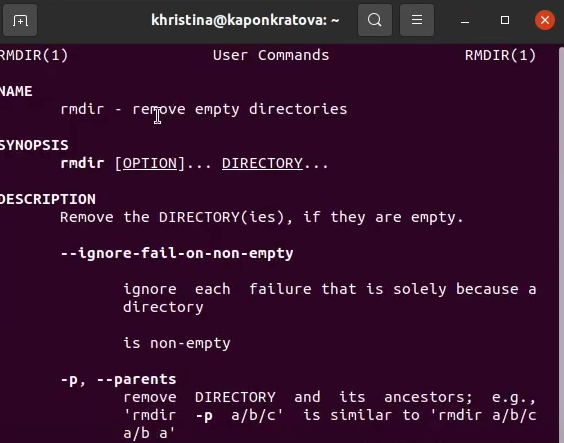 khristina@kaponkratova: ~
RMDIR(1) User Commands RMDIR(1)
NAME
rmdir - remove empty directories
SYNOPSIS
rmdir [OPTION]... DIRECTORY...
DESCRIPTION
Remove the DIRECTORY(ies), if they are empty.
--ignore-fail-on-non-empty
ignore each failure that is solely because a
directory
is non-empty
-p, --parents
remove DIRECTORY and its ancestors; e.g.,
'rmdir -p a/b/c' is similar to 'rmdir a/b/c
a/b a'